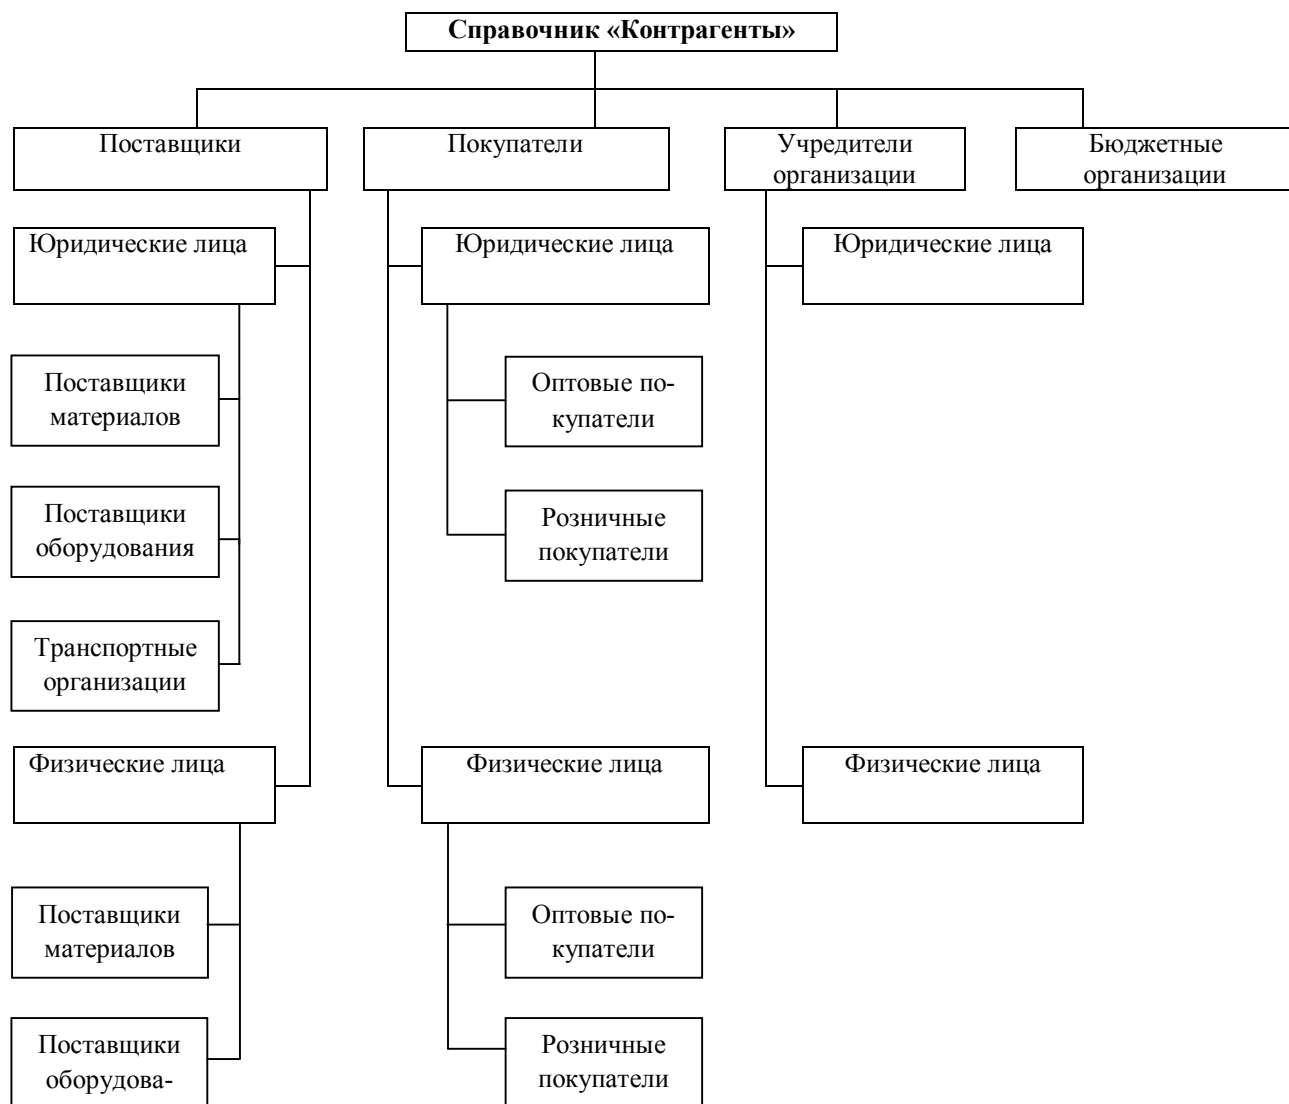 Справочник «Контрагенты»
Поставщики
Покупатели
Учредители
организации
Бюджетные
организации
Юридические лица
Юридические лица
Юридические лица
Поставщики
материалов
Оптовые по-
купатели
Поставщики
оборудования
Розничные
покупатели
Транспортные
организации
Физические лица
Физические лица
Физические лица
Поставщики
материалов
Оптовые по-
купатели
Поставщики
оборудова-
Розничные
покупатели